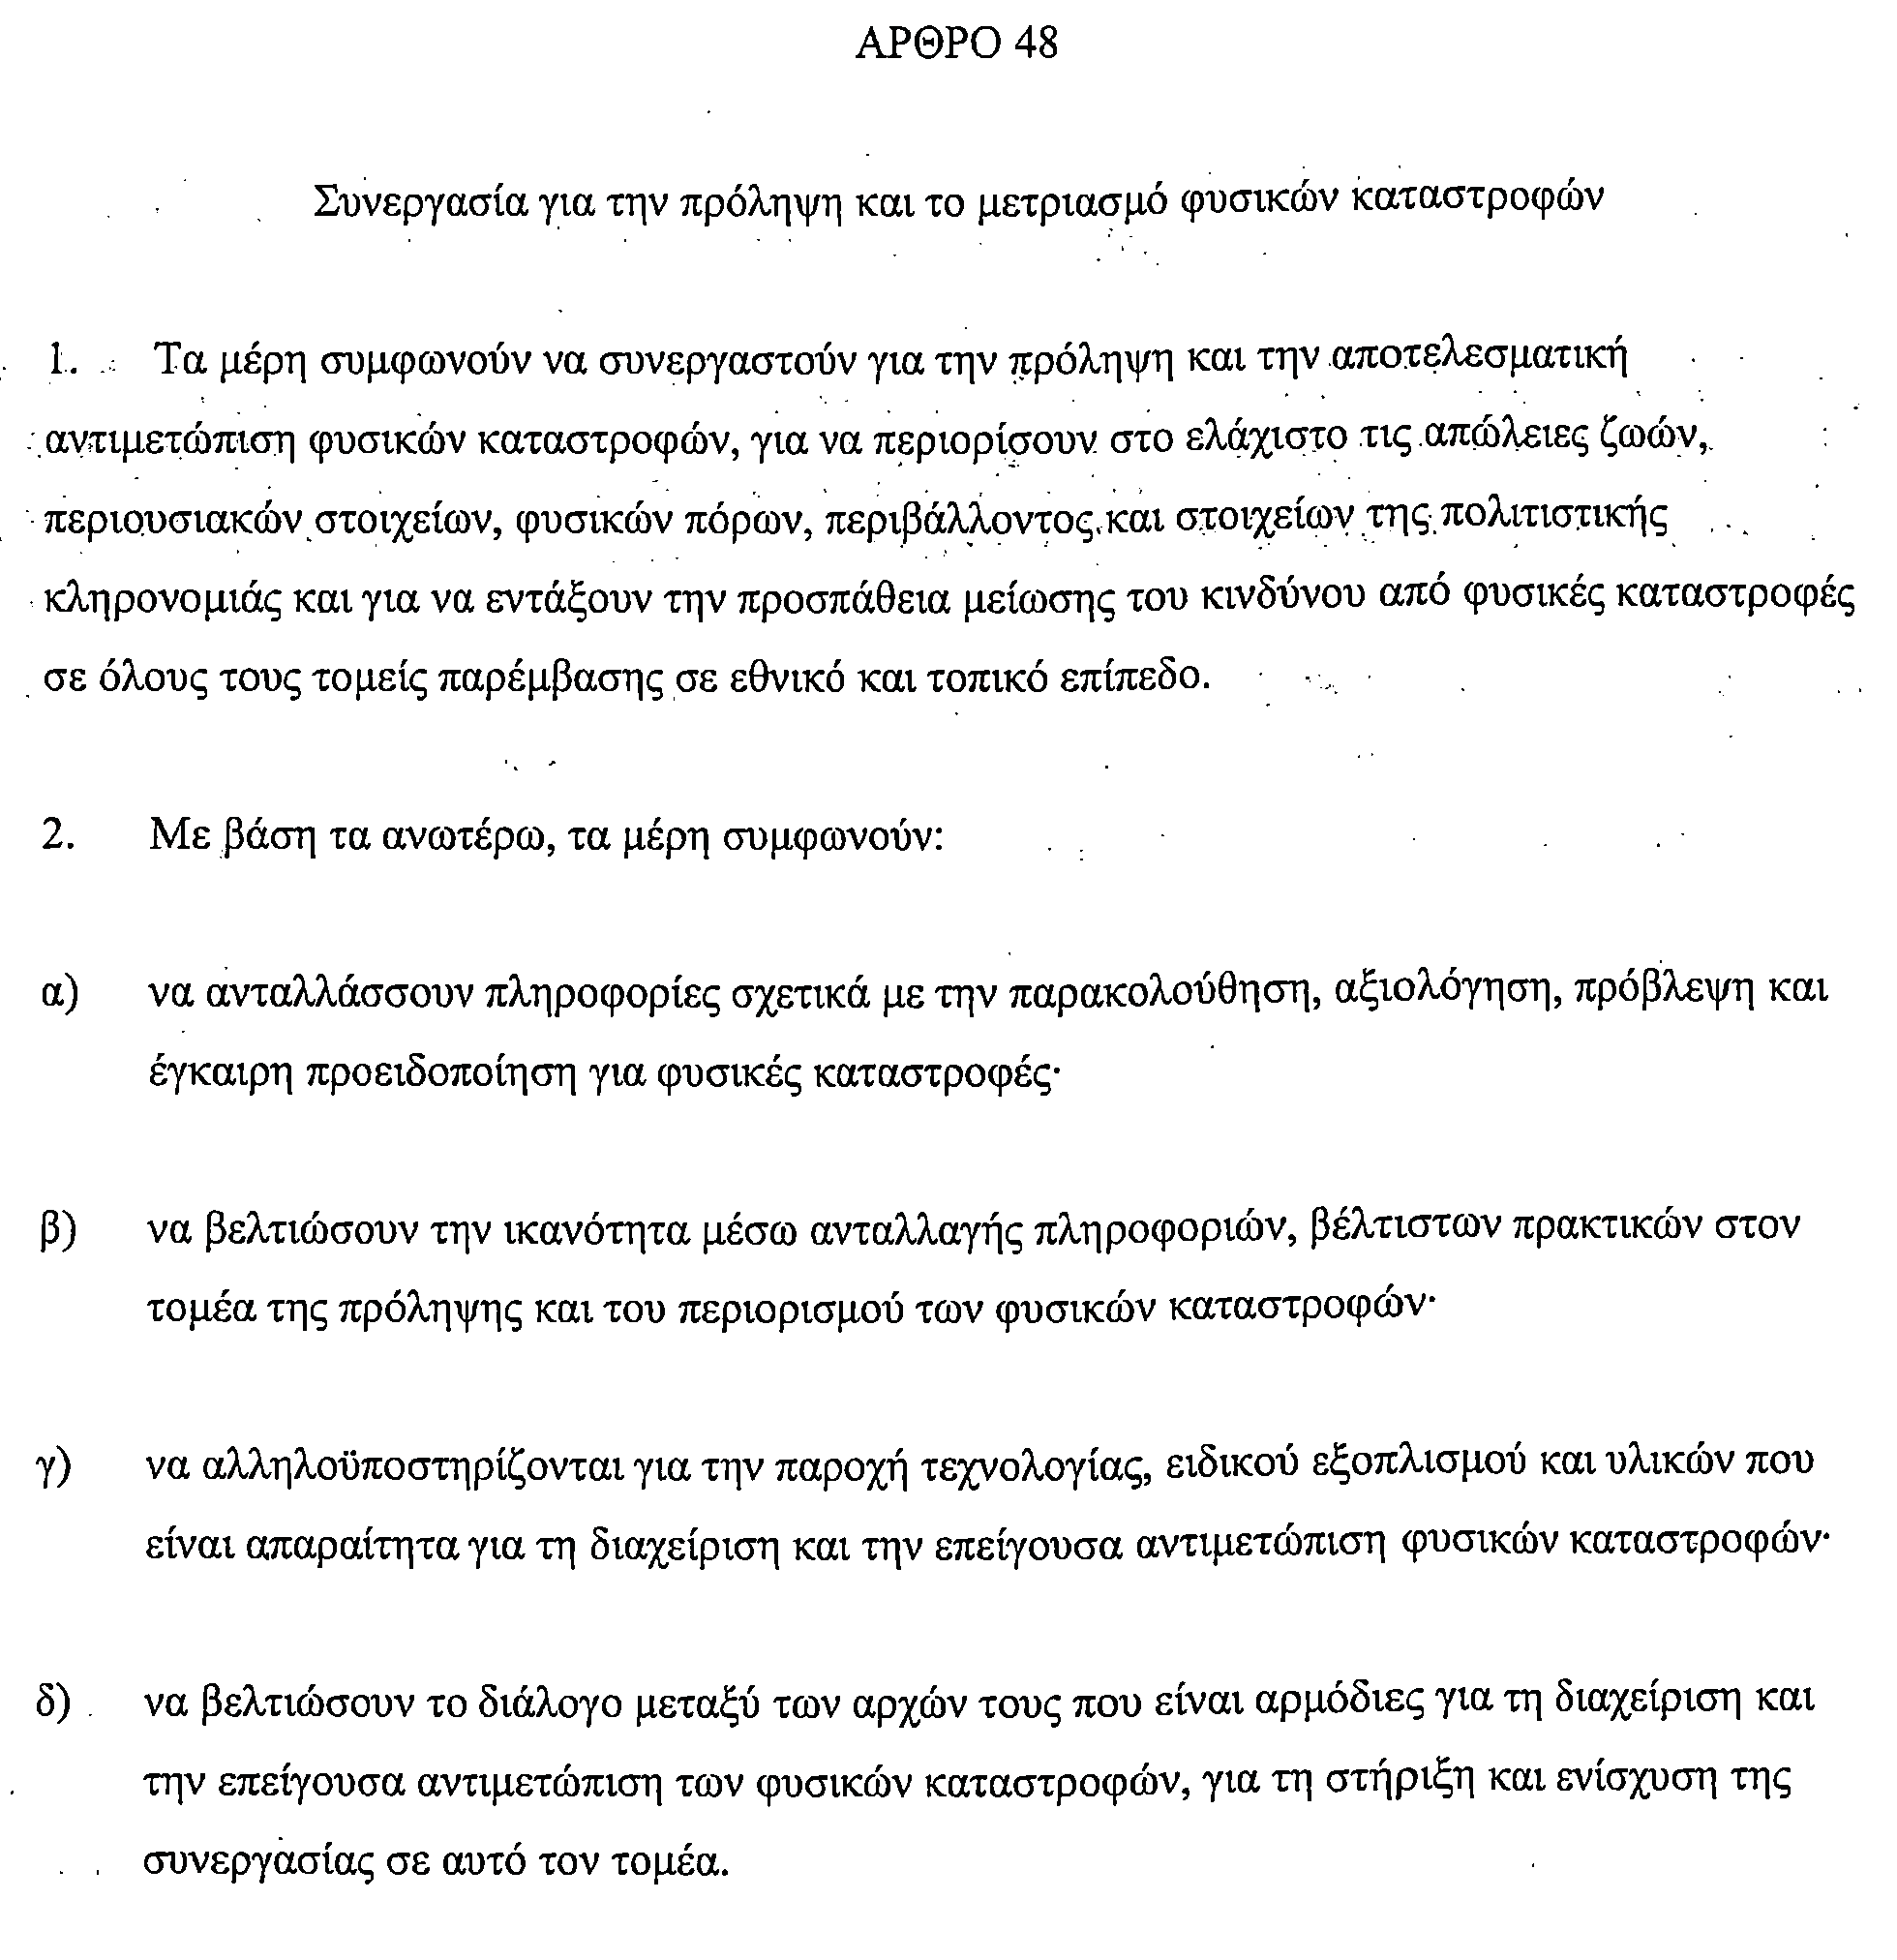 ΑΡΘΡΟ 48
Συνεργασία για την πρόληψη και το μετριασμό φυσικών καταστροφών
1. Τα μέρη συμφωνούν να συνεργαστούν για την πρόληψη και την αποτελεσματική
αντιμετώπιση φυσικών καταστροφών, για να περιορίσουν στο ελάχιστο τις απώλειες ζωών,
περιουσιακών στοιχείων, φυσικών πόρων, περιβάλλοντος και στοιχείων της πολιτιστικής
κληρονομιάς και για να εντάξουν την προσπάθεια μείωσης του κινδύνου από φυσικές καταστροφές
σε όλους τους τομείς παρέμβασης σε εθνικό και τοπικό επίπεδο.
2. Με βάση τα ανωτέρω, τα μέρη συμφωνούν:
α) να ανταλλάσσουν πληροφορίες σχετικά με την παρακολούθηση, αξιολόγηση, πρόβλεψη και
έγκαιρη προειδοποίηση για φυσικές καταστροφές·
β) να βελτιώσουν την ικανότητα μέσω ανταλλαγής πληροφοριών, βέλτιστων πρακτικών στον
τομέα της πρόληψης και του περιορισμού των φυσικών καταστροφών·
γ) να αλληλοϋποστηρίζονται για την παροχή τεχνολογίας, ειδικού εξοπλισμού και υλικών που
είναι απαραίτητα για τη διαχείριση και την επείγουσα αντιμετώπιση φυσικών καταστροφών·
δ) να βελτιώσουν το διάλογο μεταξύ των αρχών τους που είναι αρμόδιες για τη διαχείριση και
την επείγουσα αντιμετώπιση των φυσικών καταστροφών, για τη στήριξη και ενίσχυση της
συνεργασίας σε αυτό τον τομέα.